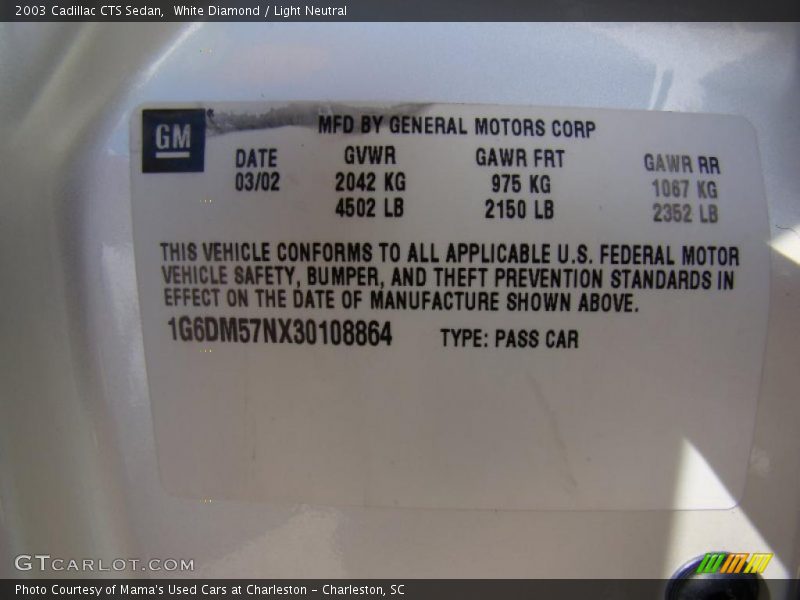 2003 Cadillac CTS Sedan, White Diamond / Light Neutral
GM
MFD BY GENERAL MOTORS CORP
DATE GVWR GAWR FRT GAWR RR
03/02 2042 KG 975 KG 1067 KG
4502 LB 2150 LB 2352 LB
THIS VEHICLE CONFORMS TO ALL APPLICABLE U.S. FEDERAL MOTOR
VEHICLE SAFETY, BUMPER, AND THEFT PREVENTION STANDARDS IN
EFFECT ON THE DATE OF MANUFACTURE SHOWN ABOVE.
1G6DM57NX30108864 TYPE: PASS CAR
GTCARLOT.COM
Photo Courtesy of Mama's Used Cars at Charleston - Charleston, SC